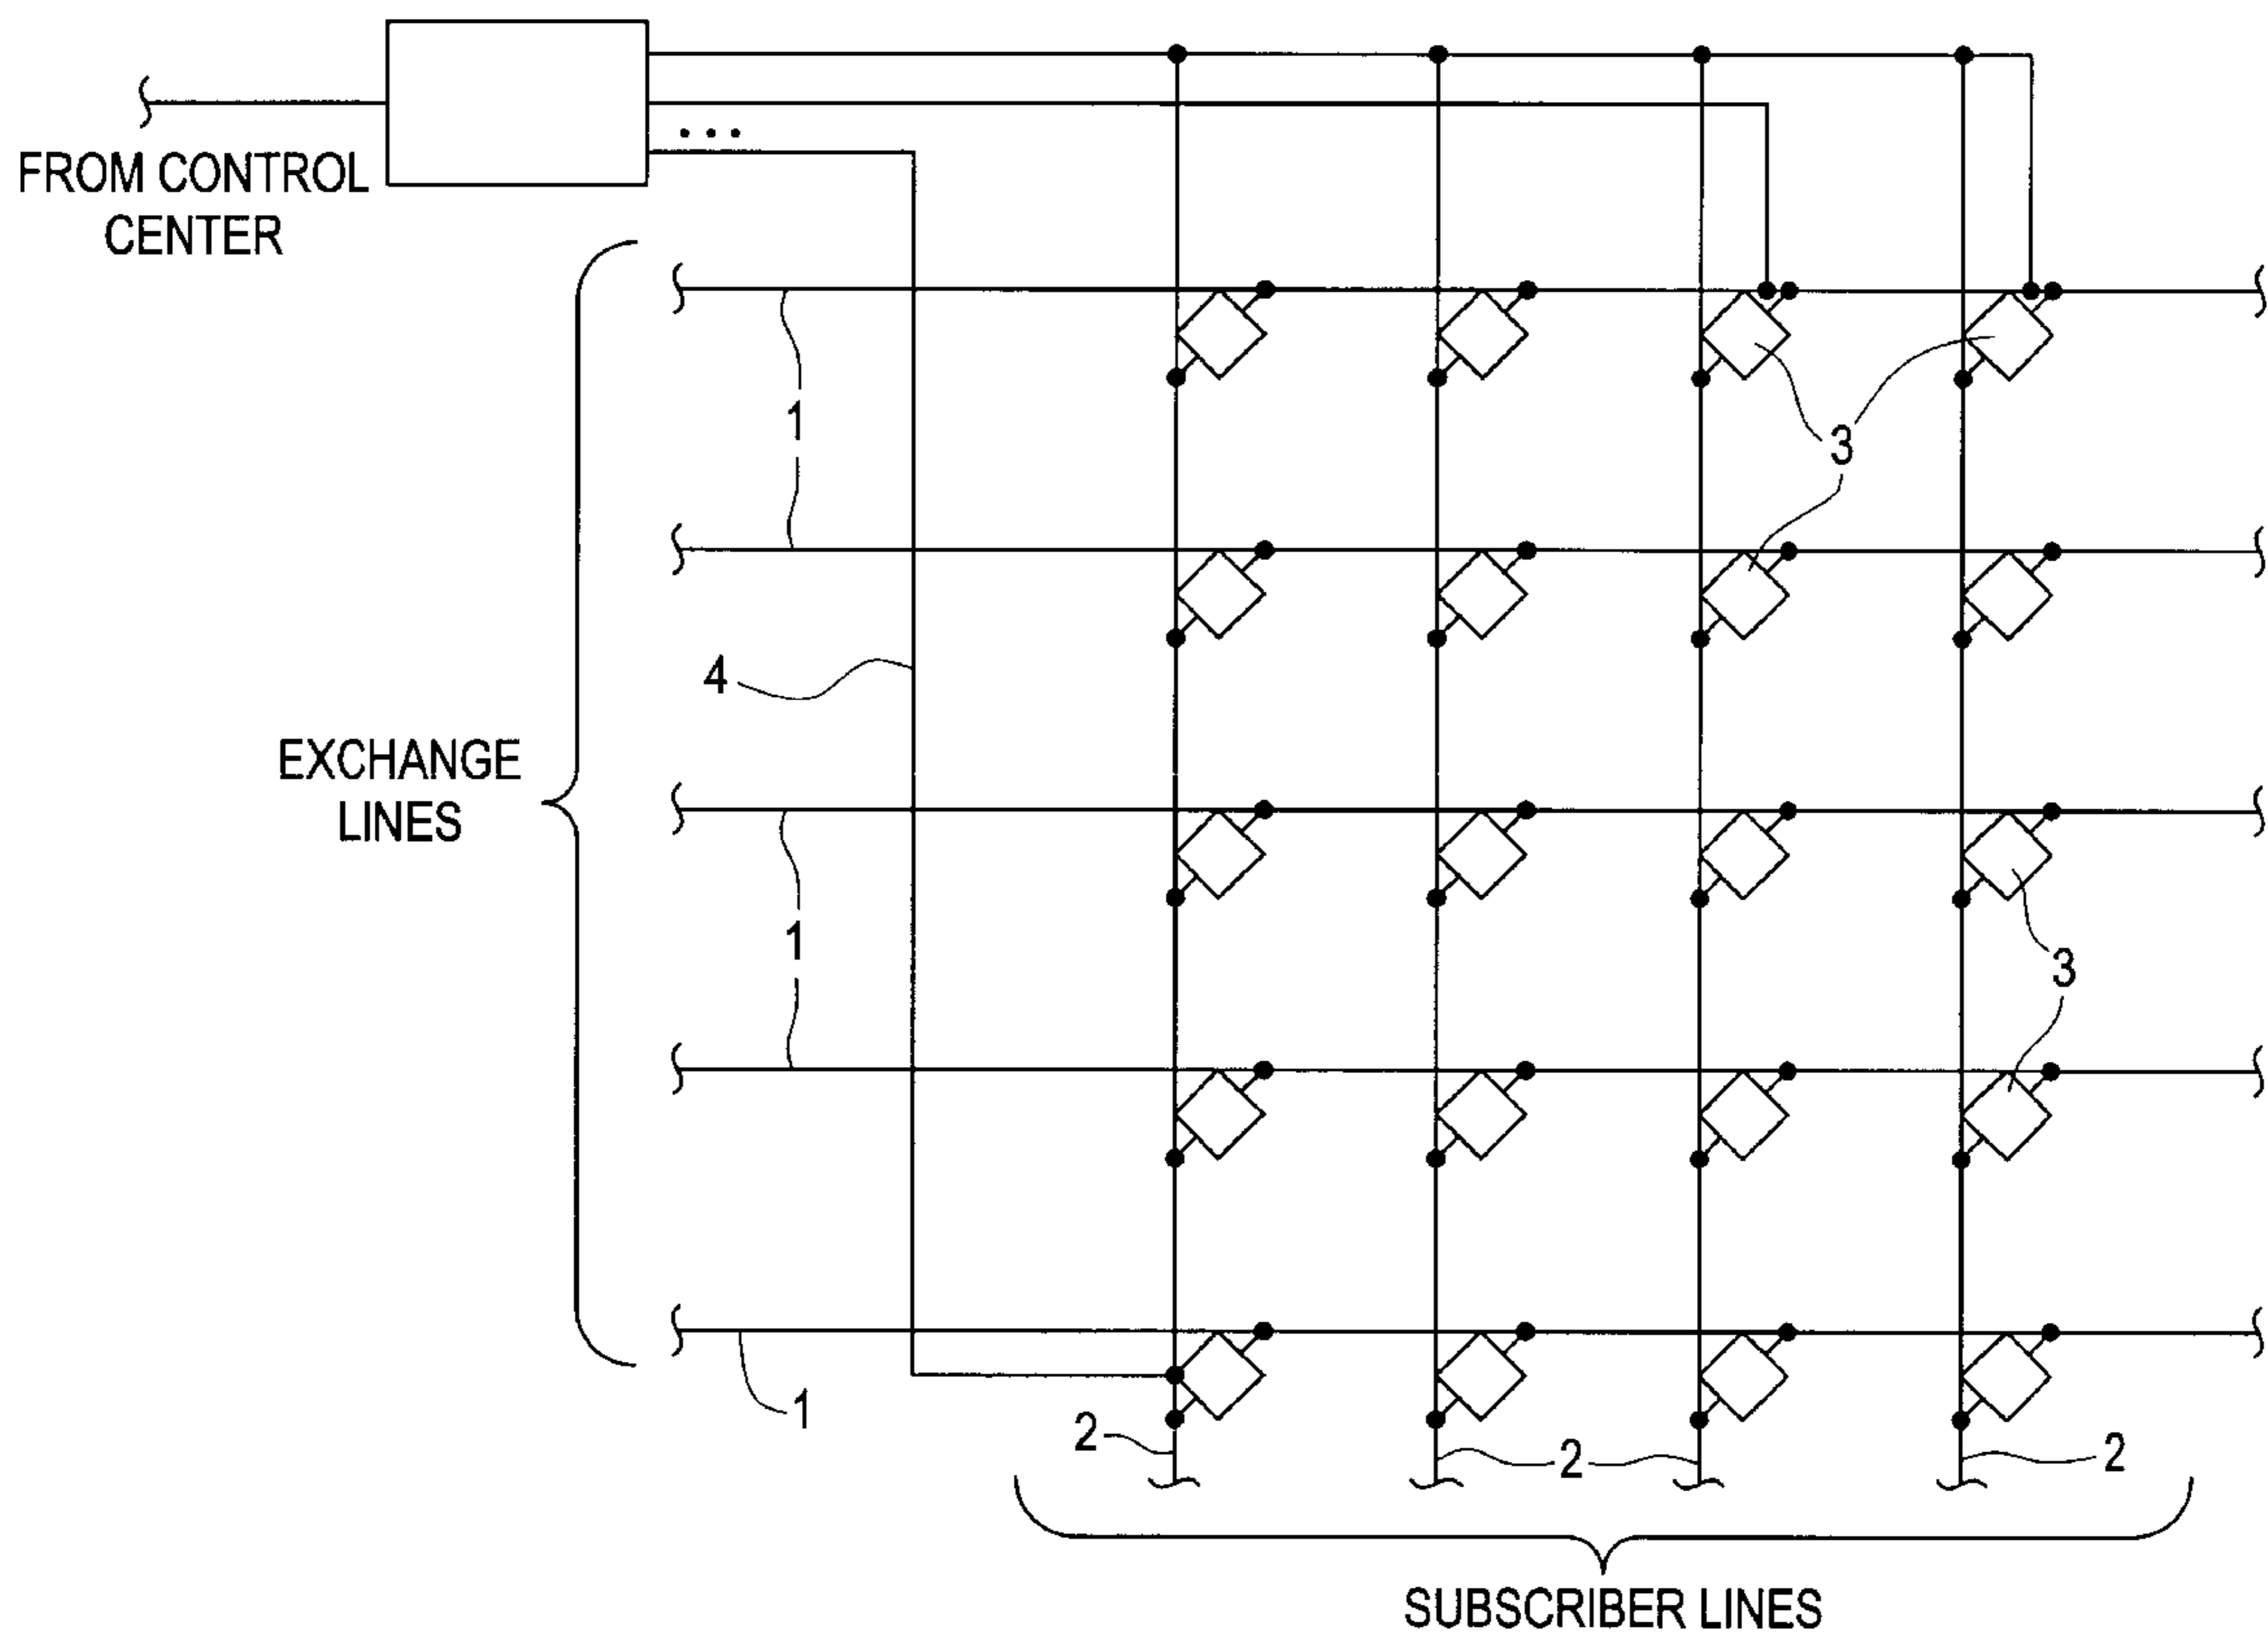 FROM CONTROL
CENTER
1
3
4
EXCHANGE
LINES
1
3
1
2
2
2
SUBSCRIBER LINES